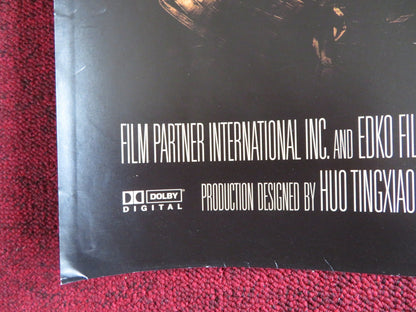 FILM PARTNER INTERNATIONAL INC. AND EDKO FIL
DOLBY
DIGITAL
PRODUCTION DESIGNED BY HUO TINGXIAO